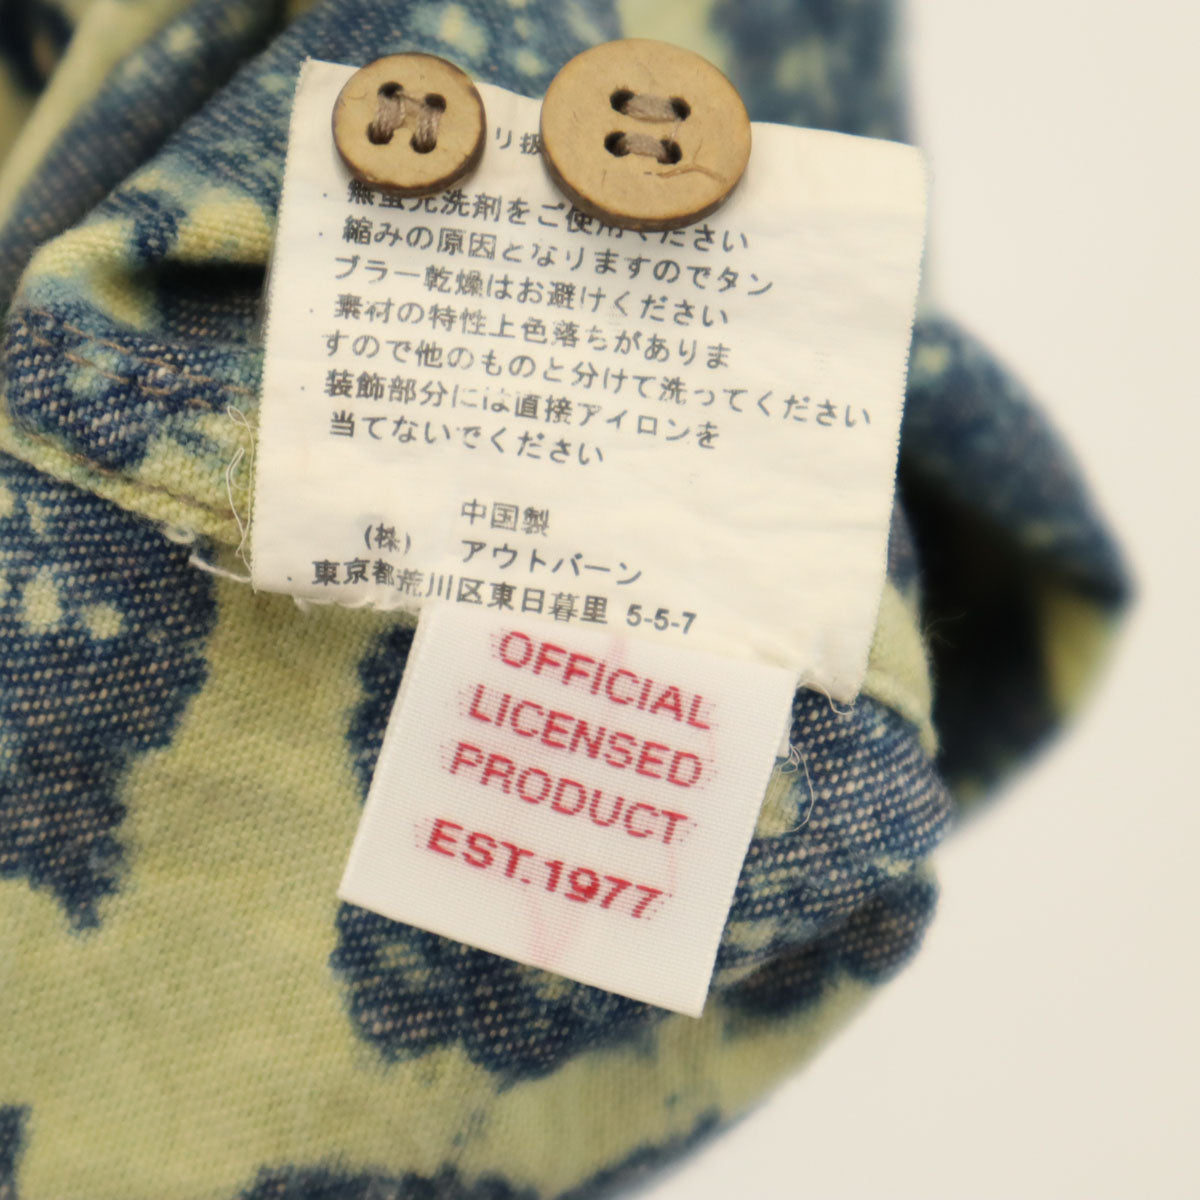 り扱
・無蛍光洗剤をご使用ください
・縮みの原因となりますのでタン
ブラー乾燥はお避けください
・素材の特性上色落ちがありま
すので他のものと分けて洗ってください
・装飾部分には直接アイロンを
当てないでください
中国製
(株) アウトバーン
・東京都荒川区東日暮里 5-5-7
OFFICIAL
LICENSED
PRODUCT
EST.1977